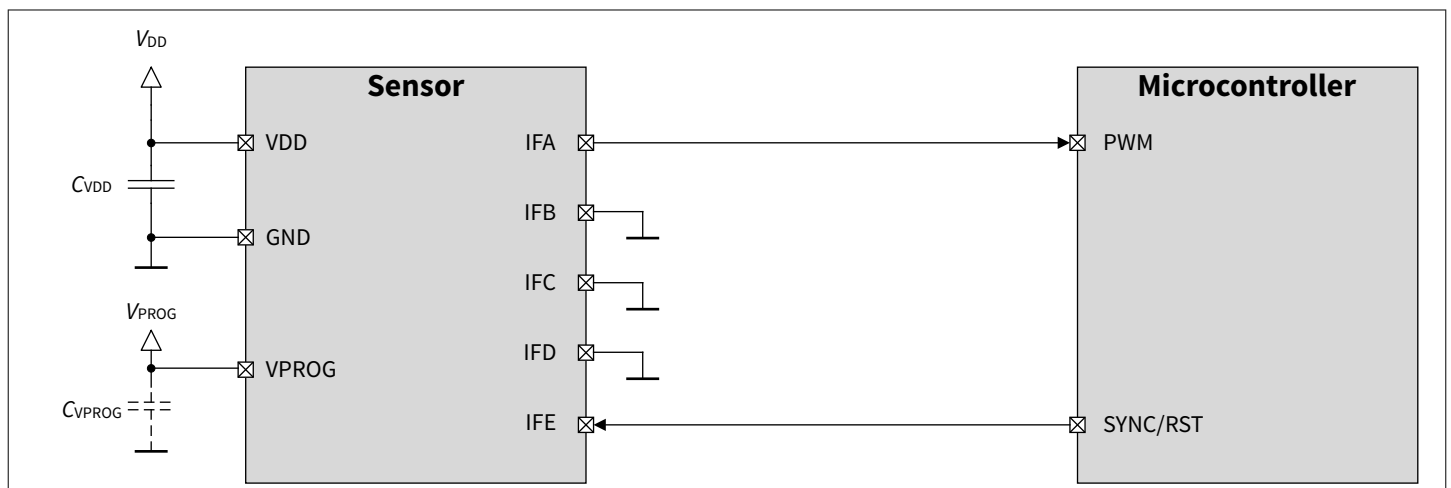 VDD
Sensor
Microcontroller
VDD
IFA
PWM
CVDD
IFB
GND
IFC
VPROG
IFD
VPROG
CVPROG
IFE
SYNC/RST